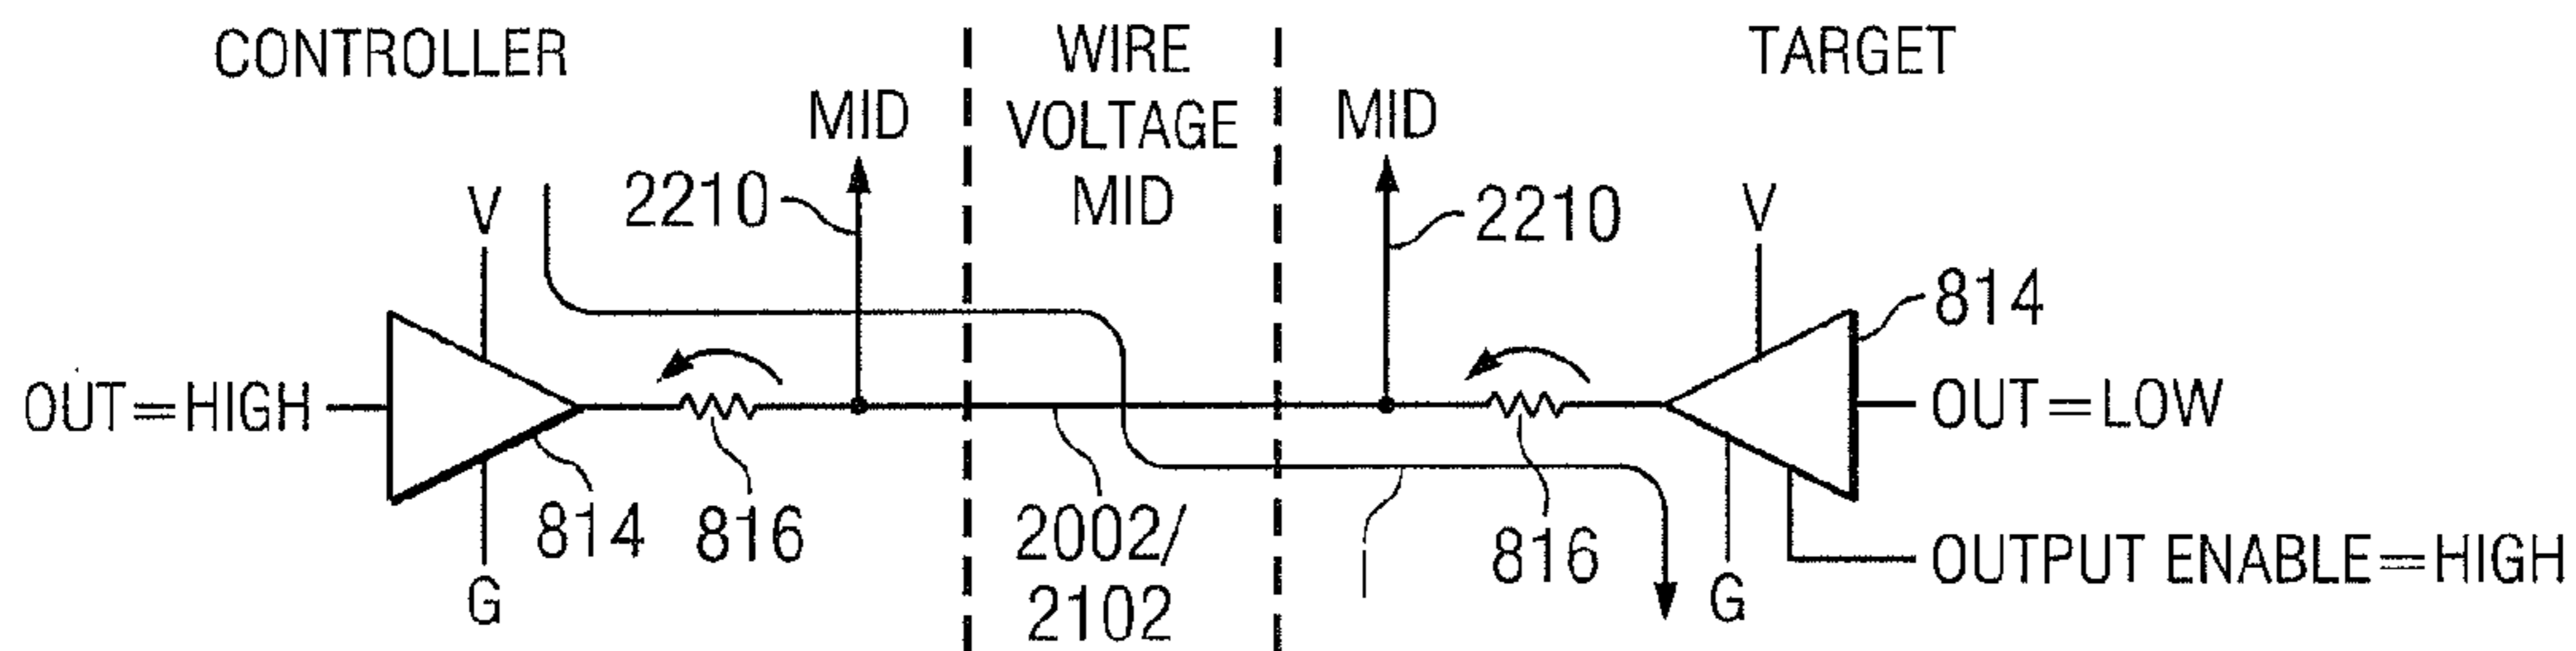 CONTROLLER
WIRE
VOLTAGE
MID
TARGET
MID
MID
2210
2210
V
V
814
OUT=HIGH
OUT=LOW
814
816
2002/
2102
I
816
G
G
OUTPUT ENABLE=HIGH